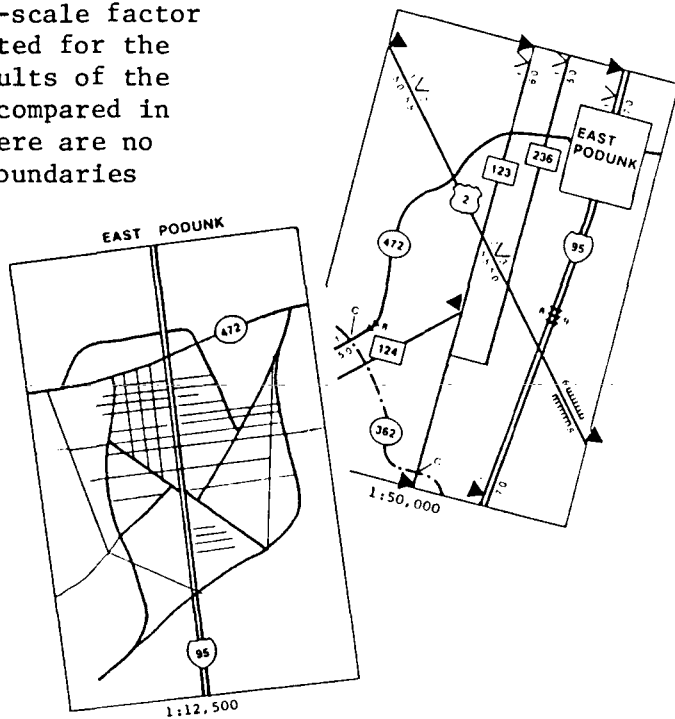 -scale factor
ted for the
ults of the
compared in
ere are no
oundaries
EAST PODUNK
472
95
1:12,500
EAST
PODUNK
123
236
2
472
95
C
R
124
362
C
1:50,000